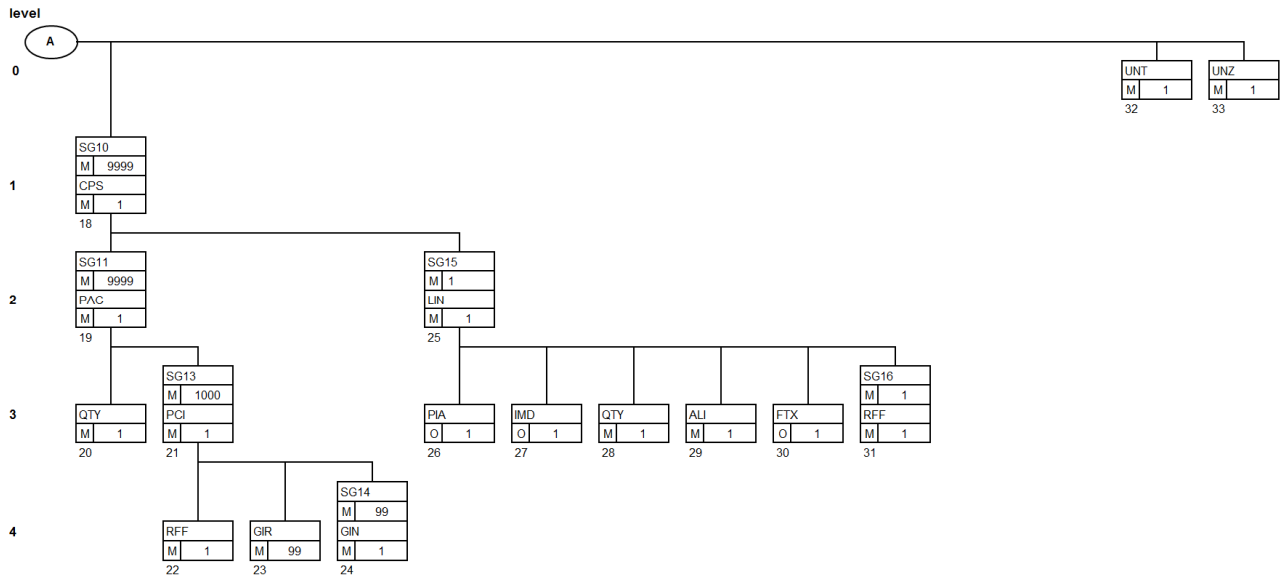 level
A
0
UNT
M 1
32
UNZ
M 1
33
SG10
M 9999
1
CPS
M 1
18
SG11
M 9999
2
PAC
M 1
19
SG15
M 1
LIN
M 1
25
SG13
M 1000
SG16
M 1
3
QTY
M 1
20
PCI
M 1
21
PIA
O 1
26
IMD
O 1
27
QTY
M 1
28
ALI
M 1
29
FTX
O 1
30
RFF
M 1
31
SG14
M 99
4
RFF
M 1
22
GIR
M 99
23
GIN
M 1
24